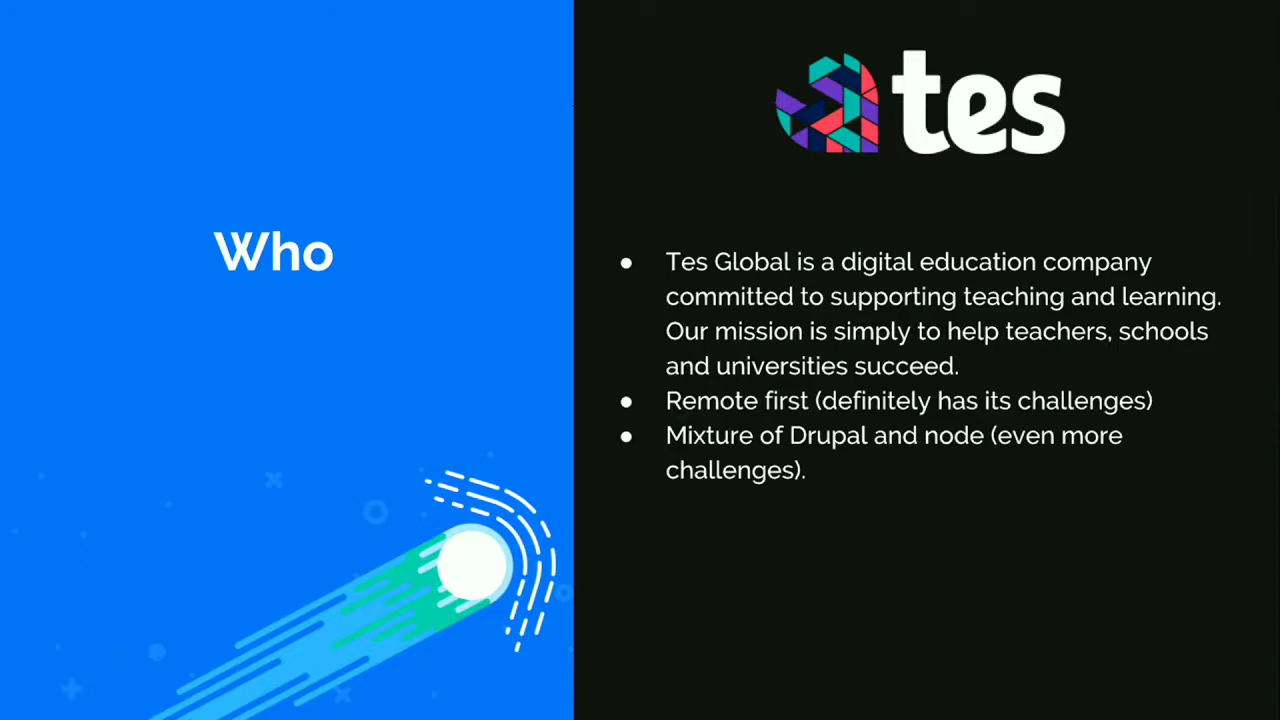 tes
Who
● Tes Global is a digital education company
committed to supporting teaching and learning.
Our mission is simply to help teachers, schools
and universities succeed.
● Remote first (definitely has its challenges)
● Mixture of Drupal and node (even more
challenges).